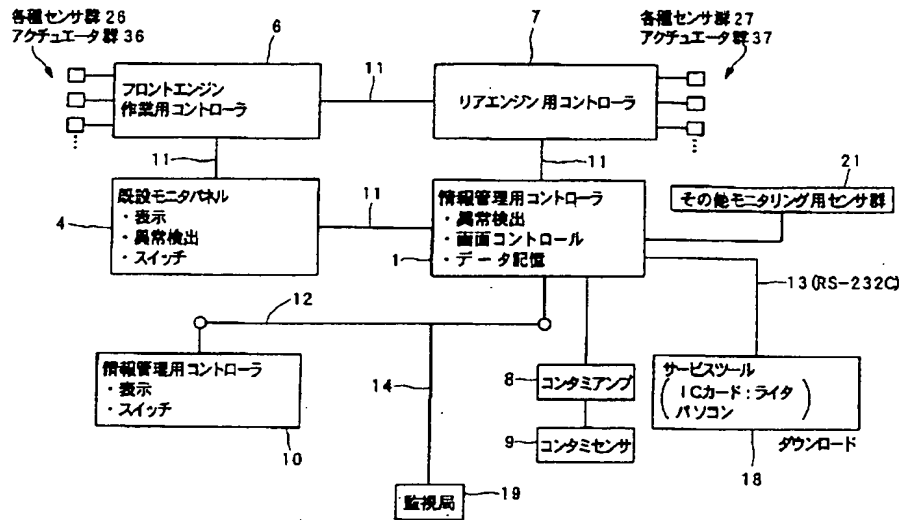 各種センサ群 26
アクチュエータ群 36
6
7
各種センサ群 27
アクチュエータ群 37
フロントエンジン
作業用コントローラ
11
リアエンジン用コントローラ
11
11
21
既設モニタパネル
・表示
・異常検出
・スイッチ
4
11
情報管理用コントローラ
・異常検出
・画面コントロール
・データ記憶
1
その他モニタリング用センサ群
13(RS-232C)
12
情報管理用コントローラ
・表示
・スイッチ
10
14
8
コンタミアンプ
9
コンタミセンサ
サービスツール
(ICカード:ライタ
パソコン)
ダウンロード
18
監視局
19